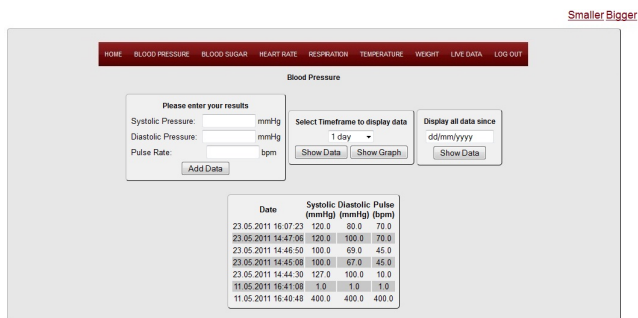 Smaller Bigger
HOME BLOOD PRESSURE BLOOD SUGAR HEART RATE RESPIRATION TEMPERATURE WEIGHT LIVE DATA LOG OUT
Blood Pressure
Please enter your results
Systolic Pressure: mmHg
Diastolic Pressure: mmHg
Pulse Rate: bpm
Add Data
Select Timeframe to display data
1 day
Show Data Show Graph
Display all data since
dd/mm/yyyy
Show Data
Date Systolic (mmHg) Diastolic (mmHg) Pulse (bpm)
23.05.2011 16:07:23 120.0 80.0 70.0
23.05.2011 14:47:06 120.0 100.0 70.0
23.05.2011 14:46:50 100.0 69.0 45.0
23.05.2011 14:45:08 100.0 67.0 45.0
23.05.2011 14:44:30 127.0 100.0 10.0
11.05.2011 16:41:08 1.0 1.0 1.0
11.05.2011 16:40:48 400.0 400.0 400.0